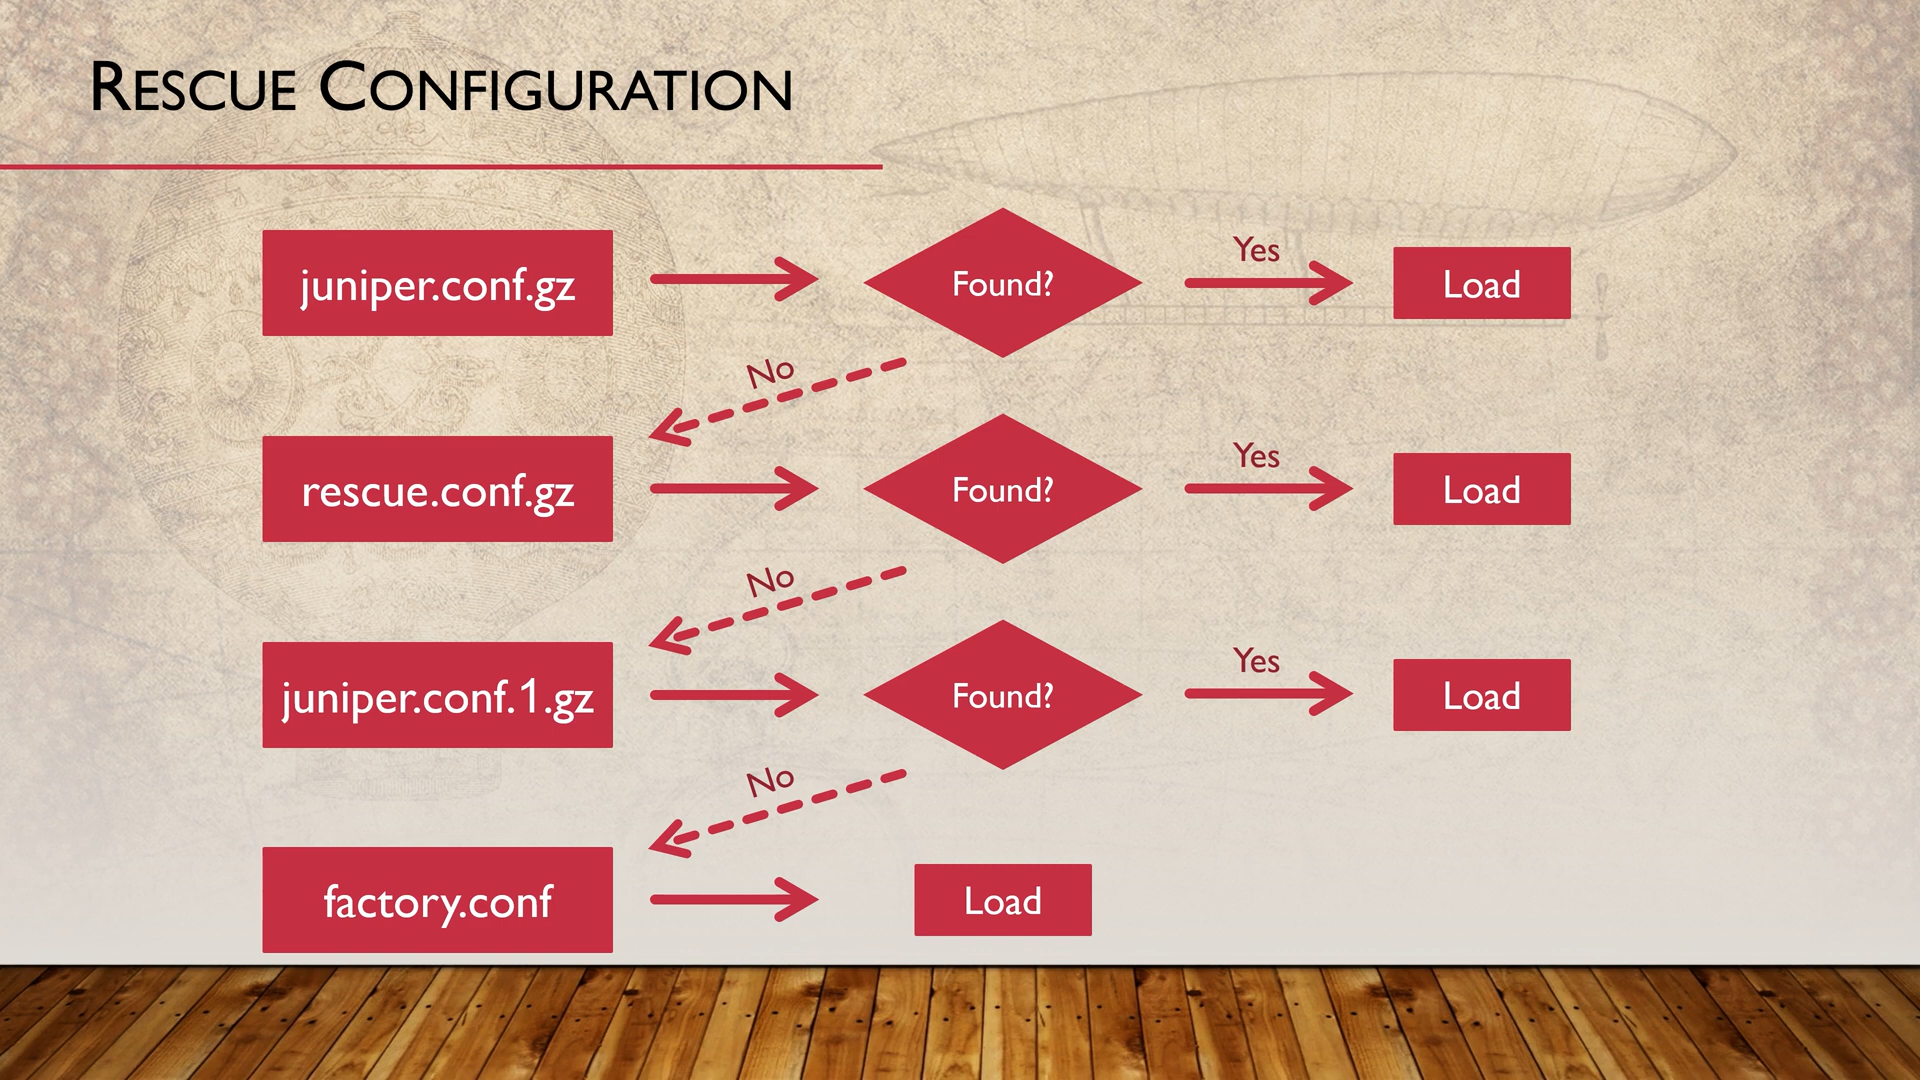 RESCUE CONFIGURATION
juniper.conf.gz
Found?
Yes
Load
No
rescue.conf.gz
Found?
Yes
Load
No
juniper.conf.1.gz
Found?
Yes
Load
No
factory.conf
Load